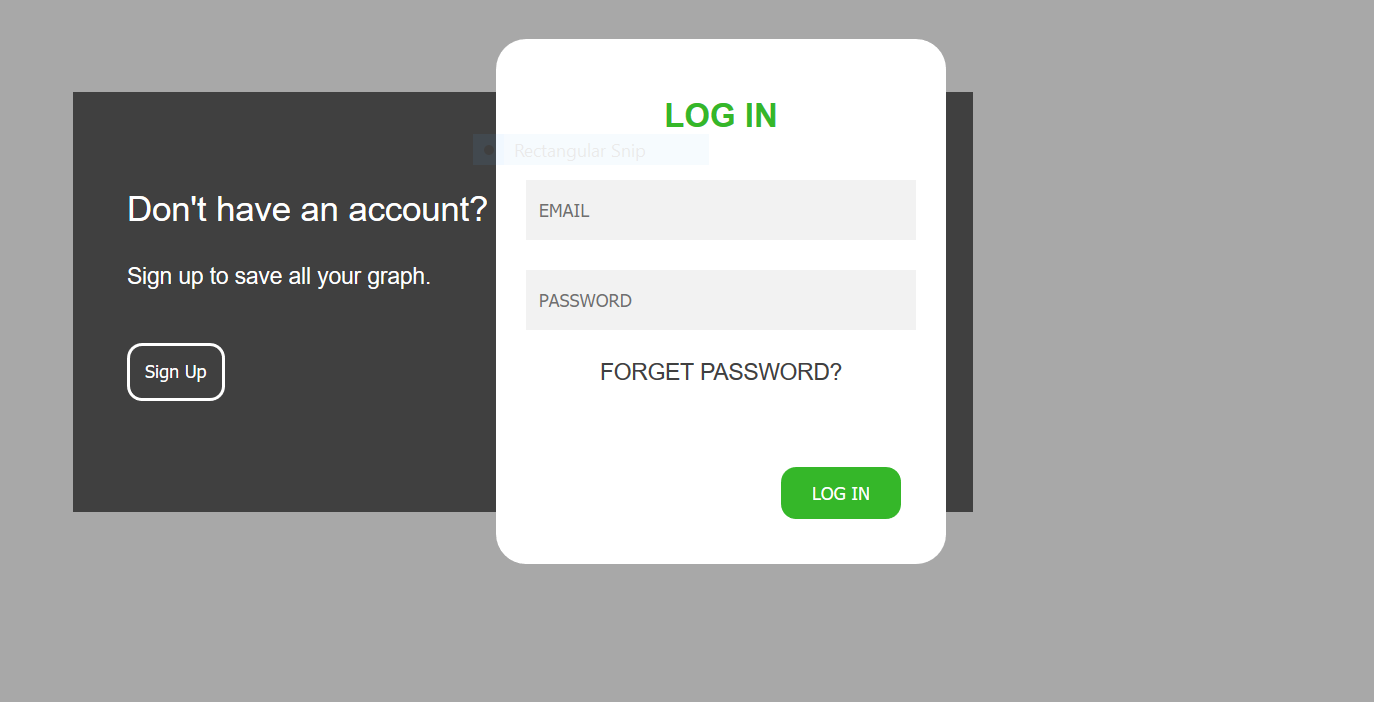 LOG IN
Rectangular Snip
Don't have an account?
Sign up to save all your graph.
Sign Up
EMAIL
PASSWORD
FORGET PASSWORD?
LOG IN